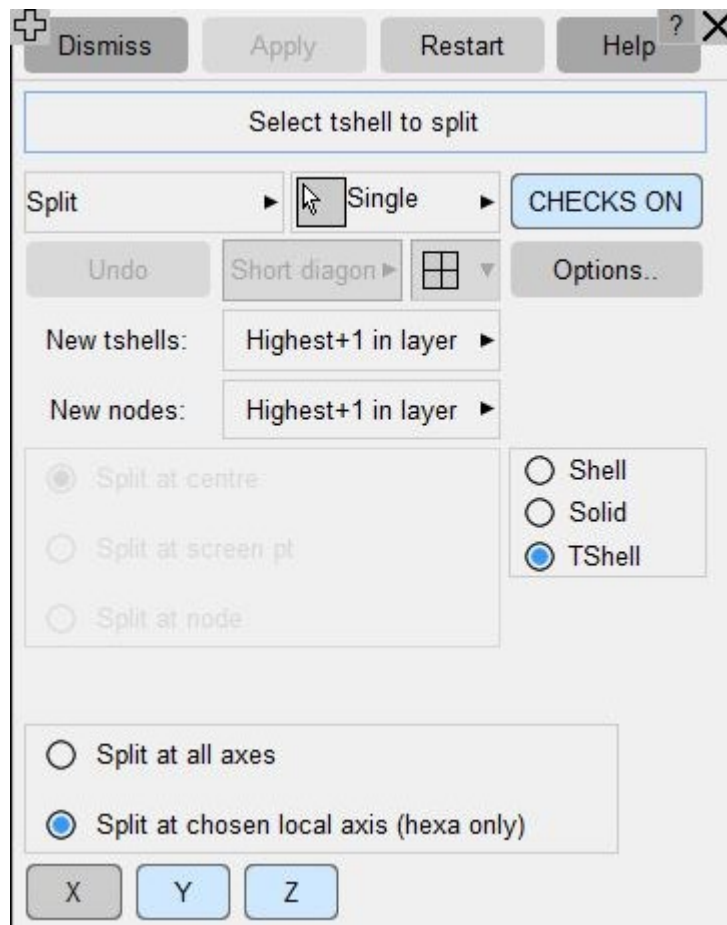 Dismiss Apply Restart Help ? X
Select tshell to split
Split Single CHECKS ON
Undo Short diagon Options..
New tshells: Highest+1 in layer
New nodes: Highest+1 in layer
Split at centre
Split at screen pt
Split at node
Shell
Solid
TShell
Split at all axes
Split at chosen local axis (hexa only)
X Y Z